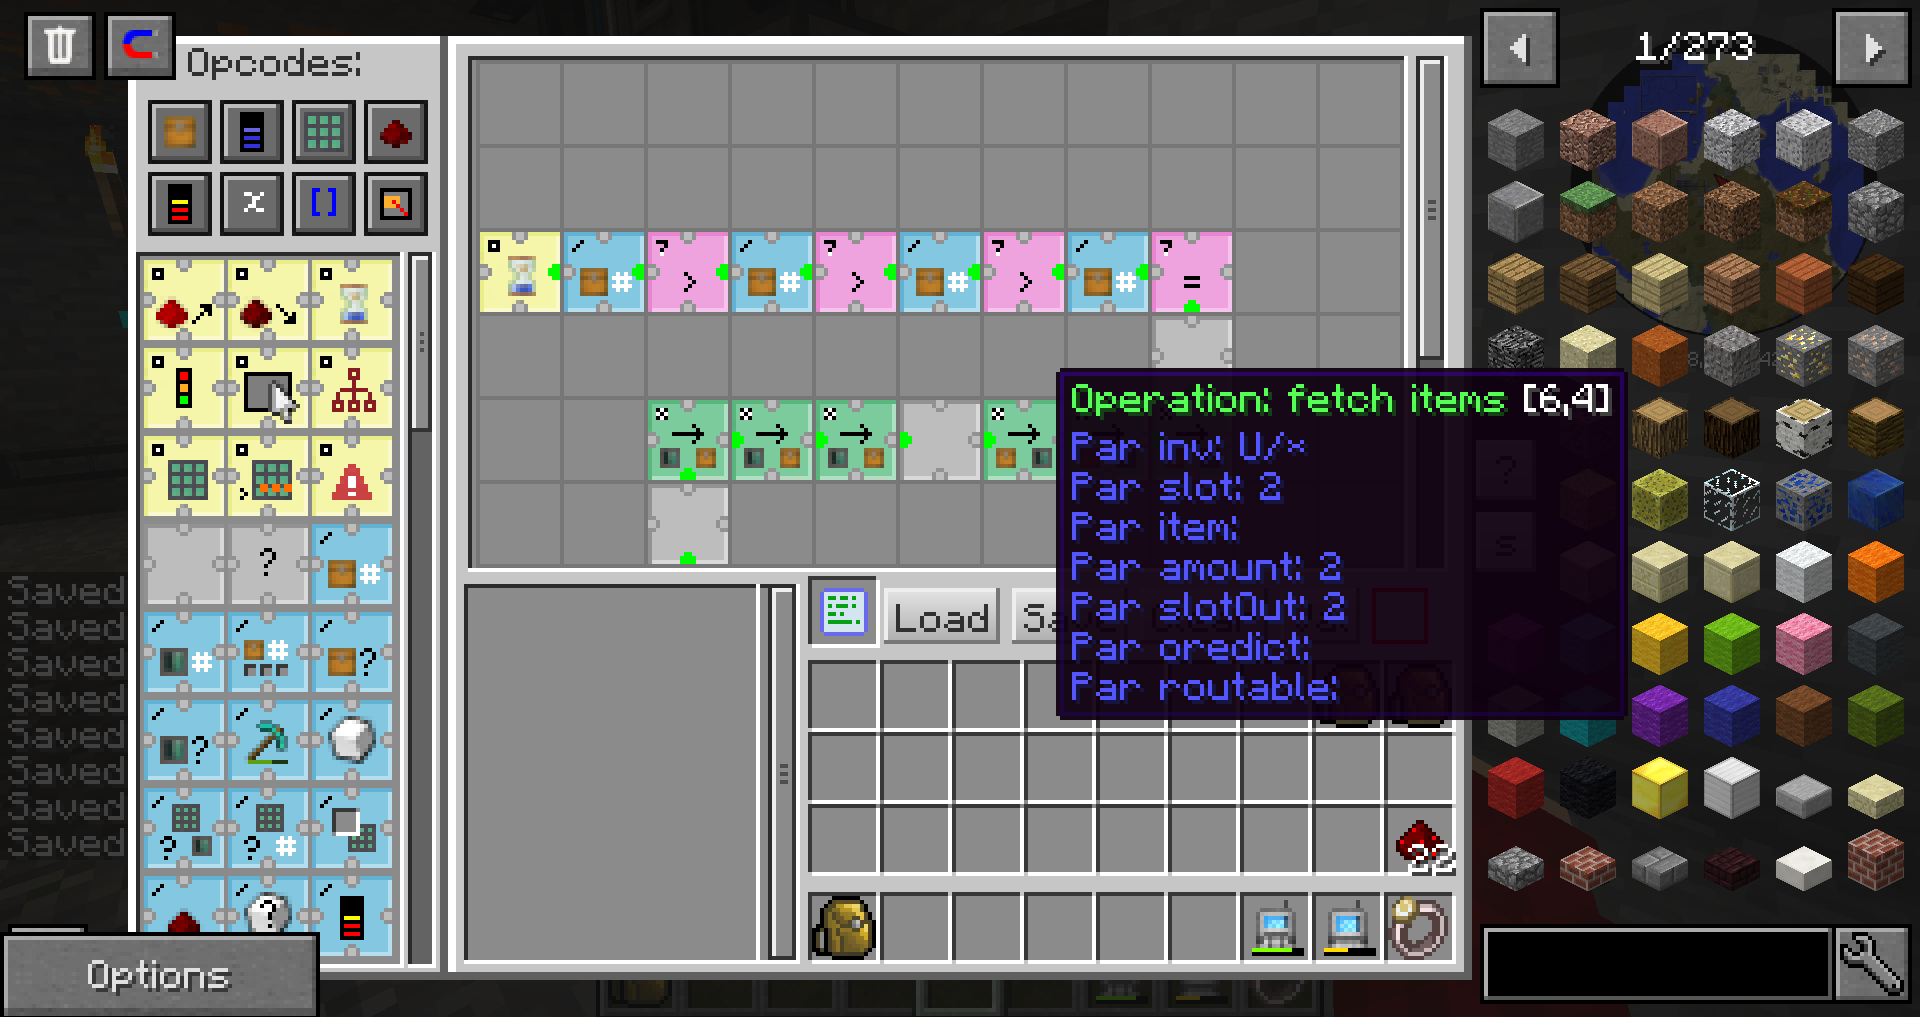 Opcodes:
1/273
Operation: fetch items [6,4]
Par inv: U/×
Par slot: 2
Par item:
Par amount: 2
Par slotOut: 2
Par oredict:
Par routable:
Load
Saved
Saved
Saved
Saved
Saved
Saved
Saved
Saved
22
Options